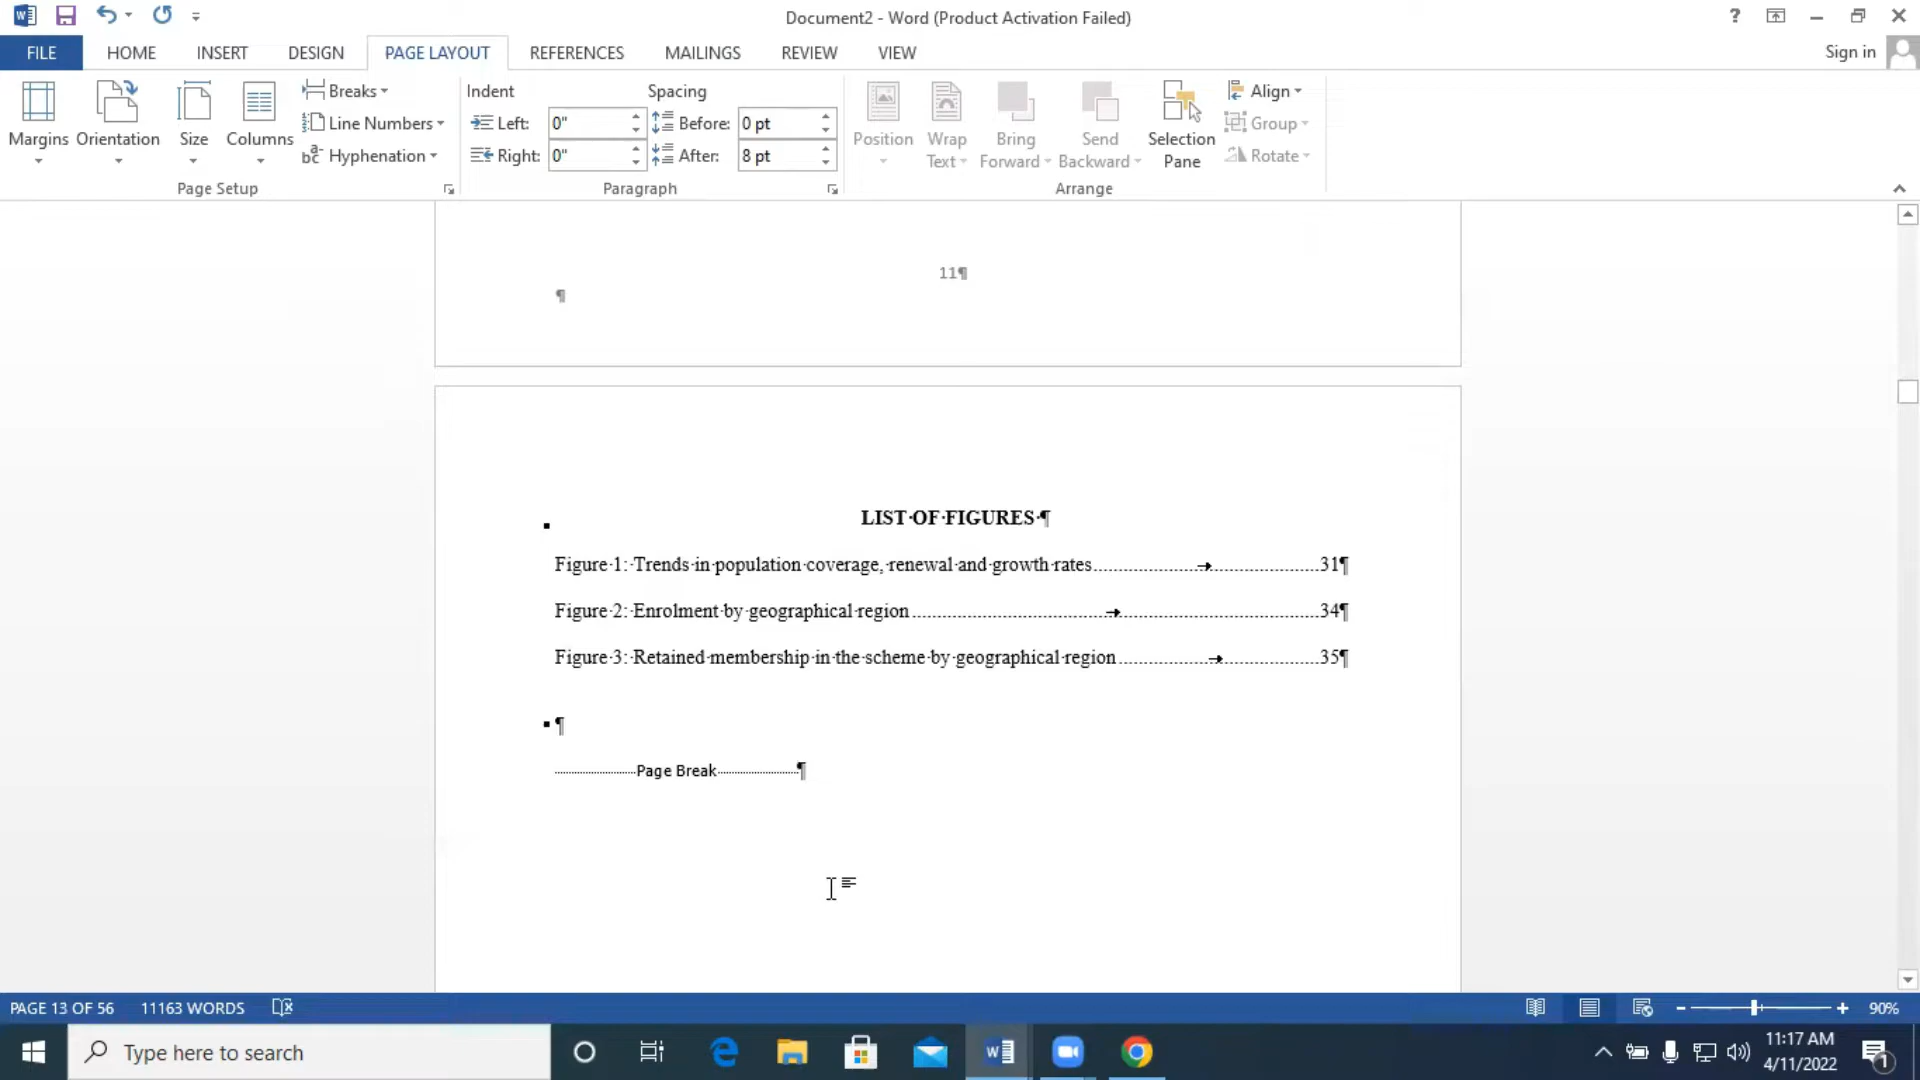 Document2 - Word (Product Activation Failed)
?
FILE HOME INSERT DESIGN PAGE LAYOUT REFERENCES MAILINGS REVIEW VIEW Sign in
Margins
Orientation
Size
Columns
Breaks
Line Numbers
Hyphenation
Page Setup
Indent
Left: 0"
Right: 0"
Spacing
Before: 0 pt
After: 8 pt
Paragraph
Position
Wrap Text
Bring Forward
Send Backward
Selection Pane
Align
Group
Rotate
Arrange
11¶
¶
LIST·OF·FIGURES·¶
Figure·1:·Trends·in·population·coverage,·renewal·and·growth·rates..............→..............31¶
Figure·2:·Enrolment·by·geographical·region..............→..............34¶
Figure·3:·Retained·membership·in·the·scheme·by·geographical·region..............→..............35¶
¶
Page Break¶
PAGE 13 OF 56 11163 WORDS 90%
Type here to search
11:17 AM
4/11/2022
1